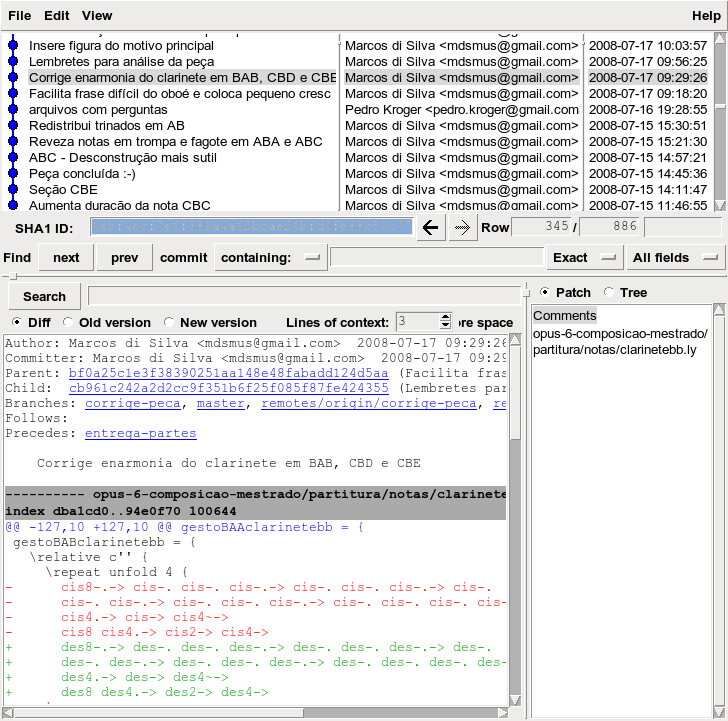 File Edit View Help
Insere figura do motivo principal Marcos di Silva <mdsmus@gmail.com> 2008-07-17 10:03:57
Lembretes para análise da peça Marcos di Silva <mdsmus@gmail.com> 2008-07-17 09:56:25
Corrige enarmonia do clarinete em BAB, CBD e CBE Marcos di Silva <mdsmus@gmail.com> 2008-07-17 09:29:26
Facilita frase difícil do oboé e coloca pequeno cresc Marcos di Silva <mdsmus@gmail.com> 2008-07-17 09:18:20
arquivos com perguntas Pedro Kroger <pedro.kroger@gmail.com 2008-07-16 19:28:55
Redistribui trinados em AB Marcos di Silva <mdsmus@gmail.com> 2008-07-15 15:30:51
Reveza notas em trompa e fagote em ABA e ABC Marcos di Silva <mdsmus@gmail.com> 2008-07-15 15:21:30
ABC - Desconstrução mais sutil Marcos di Silva <mdsmus@gmail.com> 2008-07-15 14:57:21
Peça concluída :-) Marcos di Silva <mdsmus@gmail.com> 2008-07-15 14:45:36
Seção CBE Marcos di Silva <mdsmus@gmail.com> 2008-07-15 14:11:47
Aumenta duração da nota CBC Marcos di Silva <mdsmus@gmail.com> 2008-07-15 11:46:55
SHA1 ID: Row 345 / 886
Find next prev commit containing: Exact All fields
Search
Patch Tree
Diff Old version New version Lines of context: 3 ore space
Comments
opus-6-composicao-mestrado/
partitura/notas/clarinetebb.ly
Author: Marcos di Silva <mdsmus@gmail.com> 2008-07-17 09:29:26
Committer: Marcos di Silva <mdsmus@gmail.com> 2008-07-17 09:29
Parent: bf0a25c1e3f38390251aa148e48fabadd124d5aa (Facilita fras
Child: cb961c242a2d2cc9f351b6f25f085f87fe424355 (Lembretes par
Branches: corrige-peca, master, remotes/origin/corrige-peca, re
Follows:
Precedes: entrega-partes
Corrige enarmonia do clarinete em BAB, CBD e CBE
---------- opus-6-composicao-mestrado/partitura/notas/clarinete
index dba1cd0..94e0f70 100644
@@ -127,10 +127,10 @@ gestoBAAclarinetebb = {
gestoBABclarinetebb = {
\relative c'' {
\repeat unfold 4 {
- cis8-.-> cis-. cis-. cis-.-> cis-. cis-. cis-.-> cis-.
- cis-. cis-.-> cis-. cis-. cis-.-> cis-. cis-. cis-. cis-
- cis4.-> cis-> cis4~->
- cis8 cis4.-> cis2-> cis4->
+ des8-.-> des-. des-. des-.-> des-. des-. des-.-> des-.
+ des-. des-.-> des-. des-. des-.-> des-. des-. des-. des-
+ des4.-> des-> des4~->
+ des8 des4.-> des2-> des4->